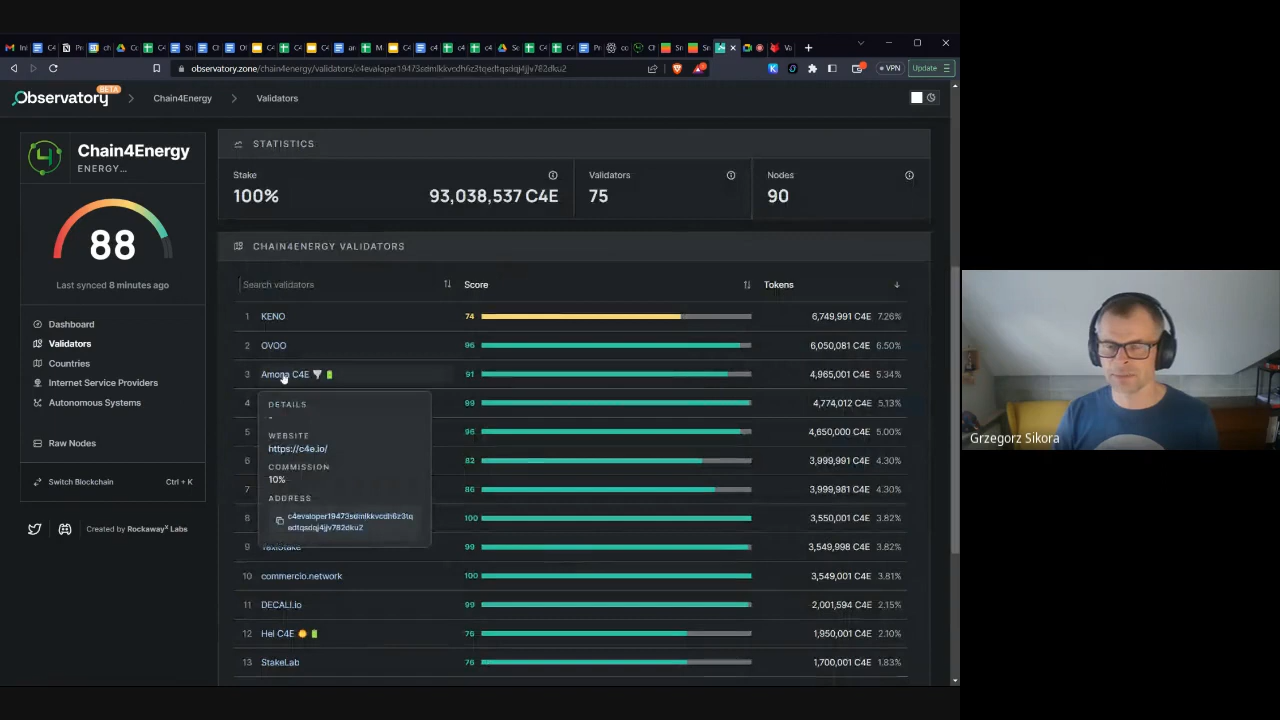 observatory.zone/chain4energy/validators/c4evaloper19473sdmlkkvcdh6z3tqedtqsdqj4jjv782dku2
VPN
Update
Observatory
BETA
Chain4Energy
Validators
Chain4Energy
ENERGY...
88
Last synced 8 minutes ago
Dashboard
Validators
Countries
Internet Service Providers
Autonomous Systems
Raw Nodes
Switch Blockchain
Ctrl + K
Created by RockawayX Labs
STATISTICS
Stake
100%
93,038,537 C4E
Validators
75
Nodes
90
CHAIN4ENERGY VALIDATORS
Search validators
Score
Tokens
1 KENO 74 6,749,991 C4E 7.26%
2 OVOO 96 6,050,081 C4E 6.50%
3 Amona C4E 91 4,965,001 C4E 5.34%
4 99 4,774,012 C4E 5.13%
5 96 4,650,000 C4E 5.00%
6 82 3,999,991 C4E 4.30%
7 86 3,999,981 C4E 4.30%
8 100 3,550,001 C4E 3.82%
9 99 3,549,998 C4E 3.82%
10 commercio.network 100 3,549,001 C4E 3.81%
11 DECALI.io 99 2,001,594 C4E 2.15%
12 Hel C4E 79 1,950,001 C4E 2.10%
13 StakeLab 76 1,700,001 C4E 1.83%
DETAILS
-
WEBSITE
https://c4e.io/
COMMISSION
10%
ADDRESS
c4evaloper19473sdmlkkvcdh6z3tq
edtqsdqj4jjv782dku2
Grzegorz Sikora